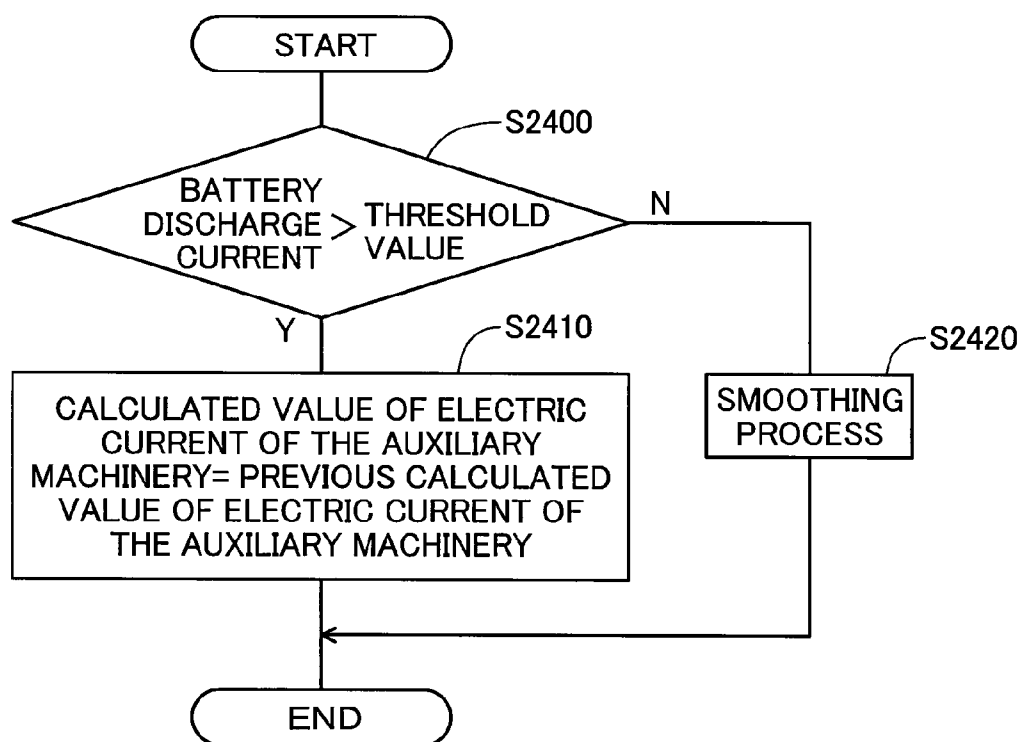 START
S2400
BATTERY
DISCHARGE
CURRENT
>
THRESHOLD
VALUE
N
Y
S2410
S2420
CALCULATED VALUE OF ELECTRIC
CURRENT OF THE AUXILIARY
MACHINERY= PREVIOUS CALCULATED
VALUE OF ELECTRIC CURRENT OF
THE AUXILIARY MACHINERY
SMOOTHING
PROCESS
END